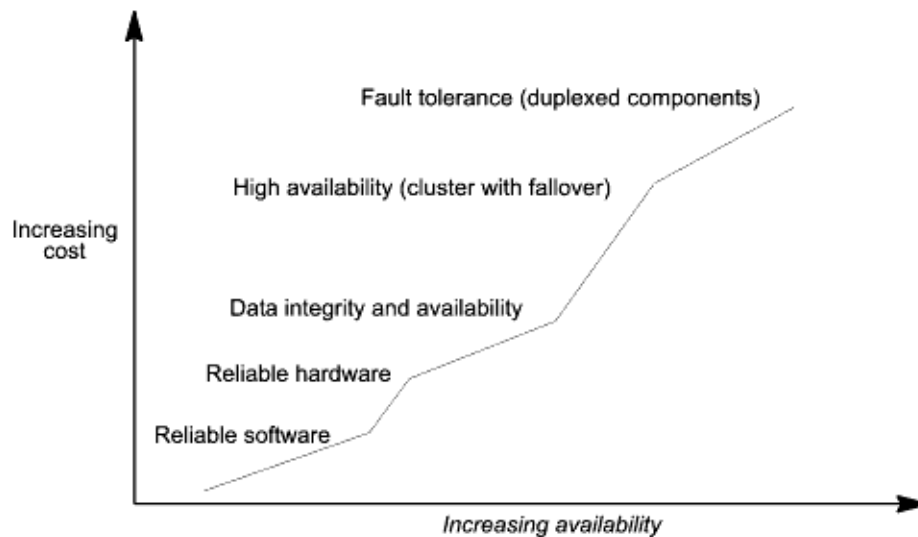 Fault tolerance (duplexed components)
High availability (cluster with fallover)
Increasing
cost
Data integrity and availability
Reliable hardware
Reliable software
Increasing availability